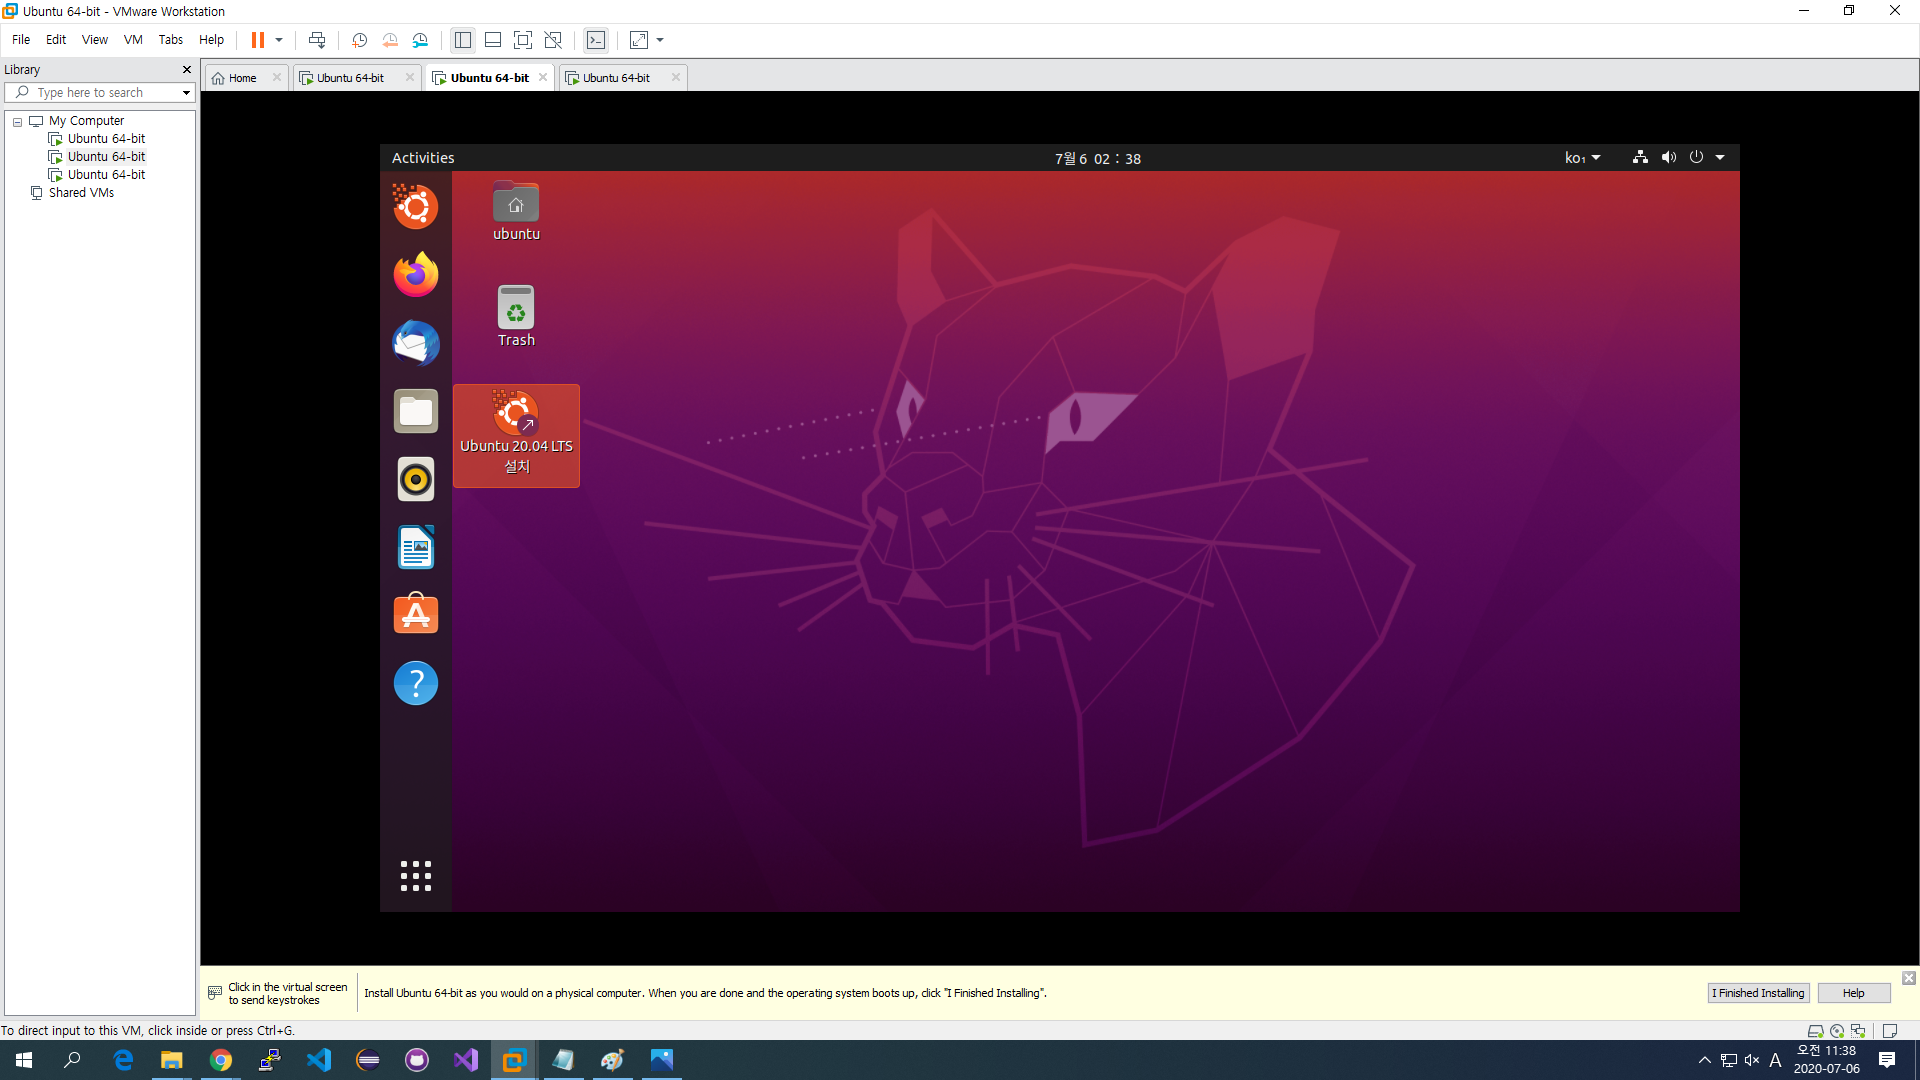 Ubuntu 64-bit - VMware Workstation
File Edit View VM Tabs Help
Library
Type here to search
My Computer
Ubuntu 64-bit
Ubuntu 64-bit
Ubuntu 64-bit
Shared VMs
Home Ubuntu 64-bit Ubuntu 64-bit Ubuntu 64-bit
Activities 7월 6 02 : 38 ko₁
ubuntu
Trash
Ubuntu 20.04 LTS
설치
Click in the virtual screen
to send keystrokes
Install Ubuntu 64-bit as you would on a physical computer. When you are done and the operating system boots up, click "I Finished Installing".
I Finished Installing Help
To direct input to this VM, click inside or press Ctrl+G.
A 오전 11:38
2020-07-06